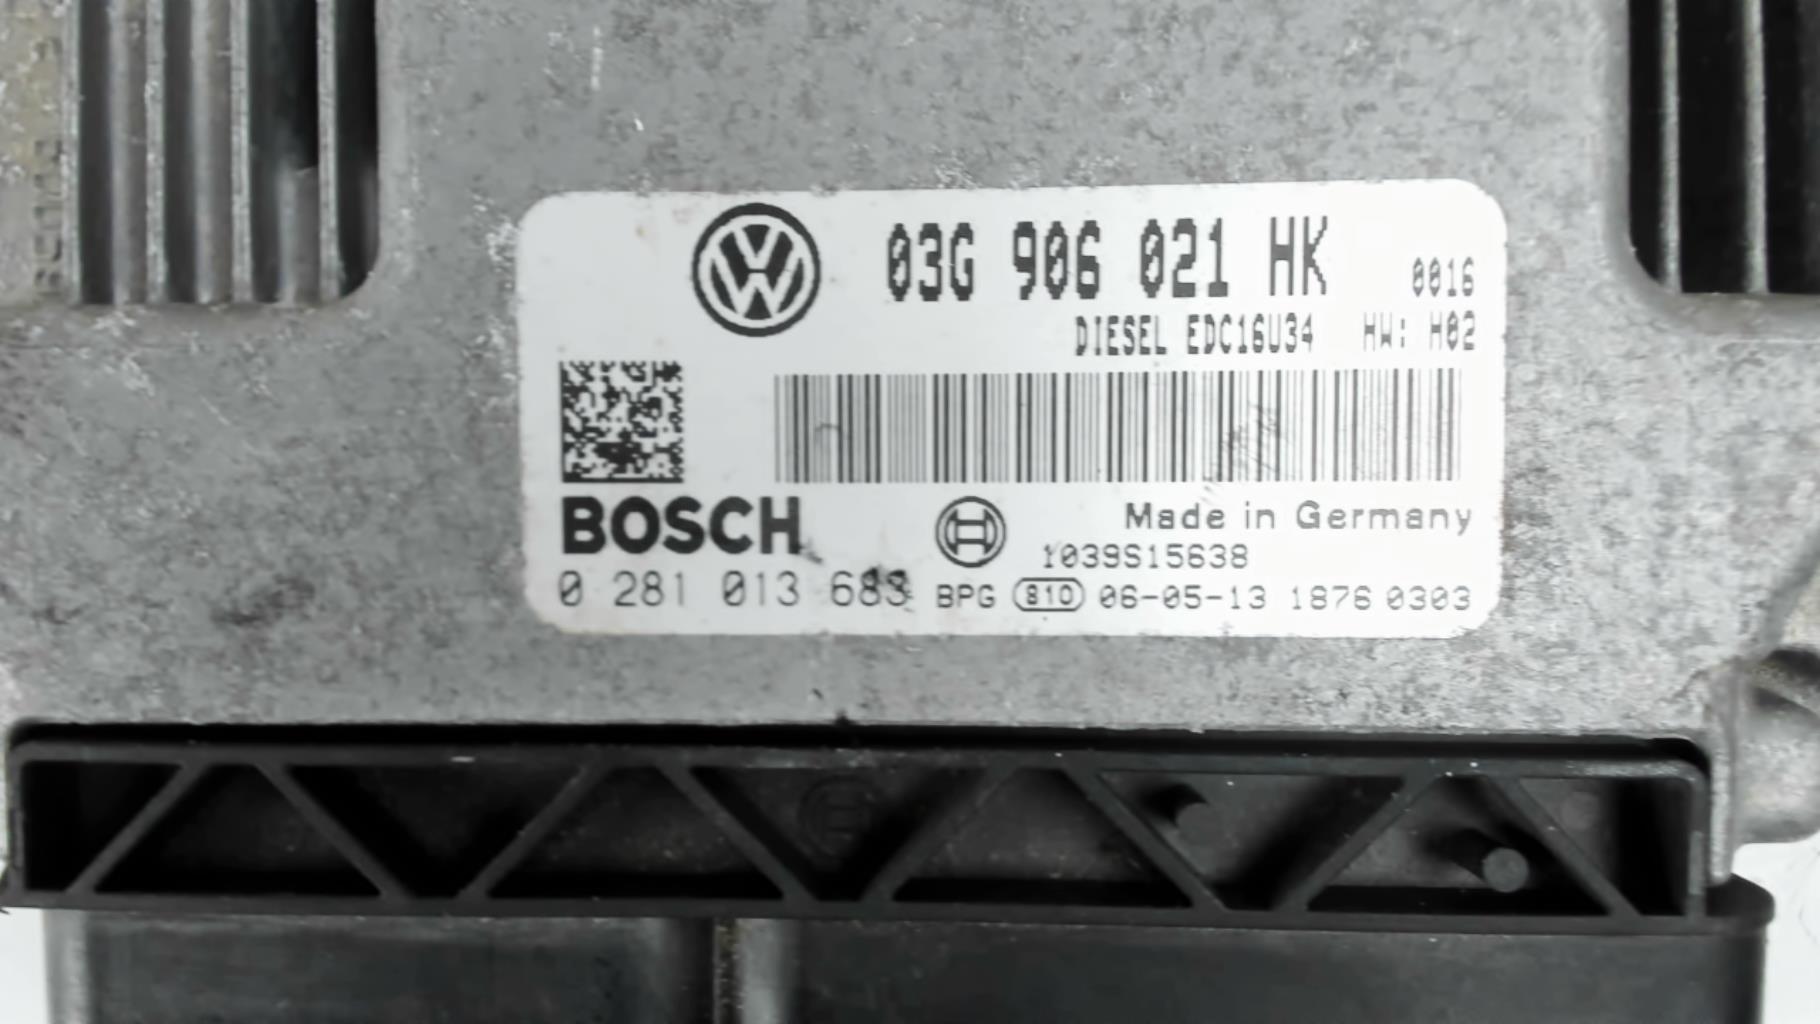 03G 906 021 HK 0016
DIESEL EDC16U34 HW: H02
BOSCH
Made in Germany
1039S15638
0 281 013 683 BPG 810 06-05-13 1876 0303